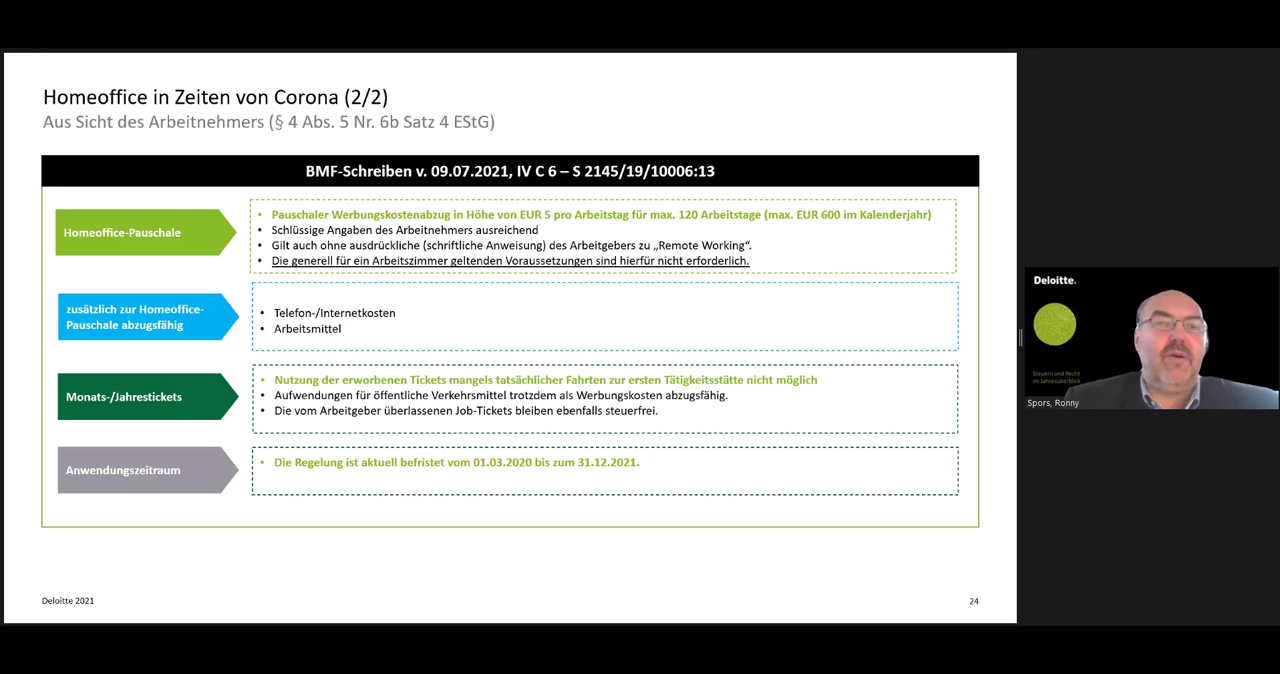 Homeoffice in Zeiten von Corona (2/2)
Aus Sicht des Arbeitnehmers (§ 4 Abs. 5 Nr. 6b Satz 4 EStG)
BMF-Schreiben v. 09.07.2021, IV C 6 – S 2145/19/10006:13
Homeoffice-Pauschale
• Pauschaler Werbungskostenabzug in Höhe von EUR 5 pro Arbeitstag für max. 120 Arbeitstage (max. EUR 600 im Kalenderjahr)
• Schlüssige Angaben des Arbeitnehmers ausreichend
• Gilt auch ohne ausdrückliche (schriftliche Anweisung) des Arbeitgebers zu „Remote Working“.
• Die generell für ein Arbeitszimmer geltenden Voraussetzungen sind hierfür nicht erforderlich.
zusätzlich zur Homeoffice-
Pauschale abzugsfähig
• Telefon-/Internetkosten
• Arbeitsmittel
Monats-/Jahrestickets
• Nutzung der erworbenen Tickets mangels tatsächlicher Fahrten zur ersten Tätigkeitsstätte nicht möglich
• Aufwendungen für öffentliche Verkehrsmittel trotzdem als Werbungskosten abzugsfähig.
• Die vom Arbeitgeber überlassenen Job-Tickets bleiben ebenfalls steuerfrei.
Anwendungszeitraum
• Die Regelung ist aktuell befristet vom 01.03.2020 bis zum 31.12.2021.
Deloitte 2021
24
Deloitte.
Steuern und Recht
im Jahresüberblick
Spors, Ronny